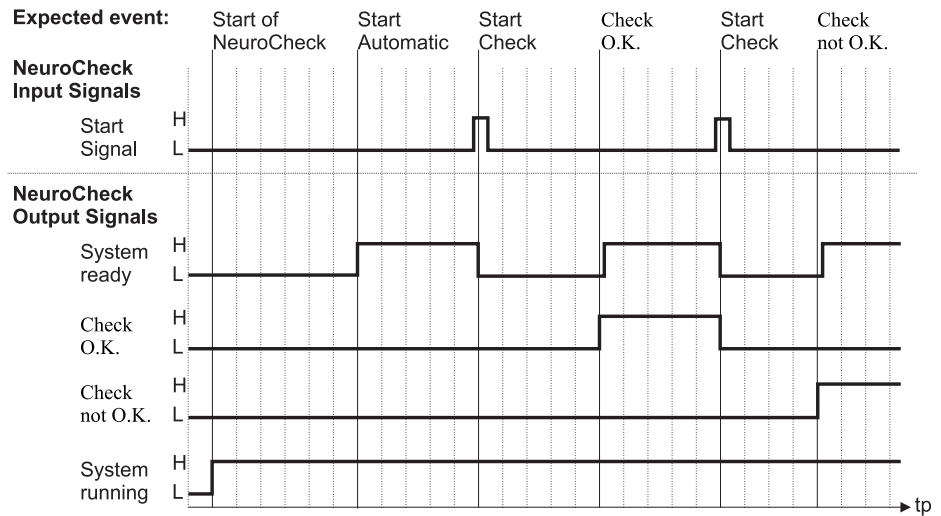 Expected event:
Start of
NeuroCheck
Start
Automatic
Start
Check
Check
O.K.
Start
Check
Check
not O.K.
NeuroCheck
Input Signals
Start
Signal
H
L
NeuroCheck
Output Signals
System
ready
H
L
Check
O.K.
H
L
Check
not O.K.
H
L
System
running
H
L
tp